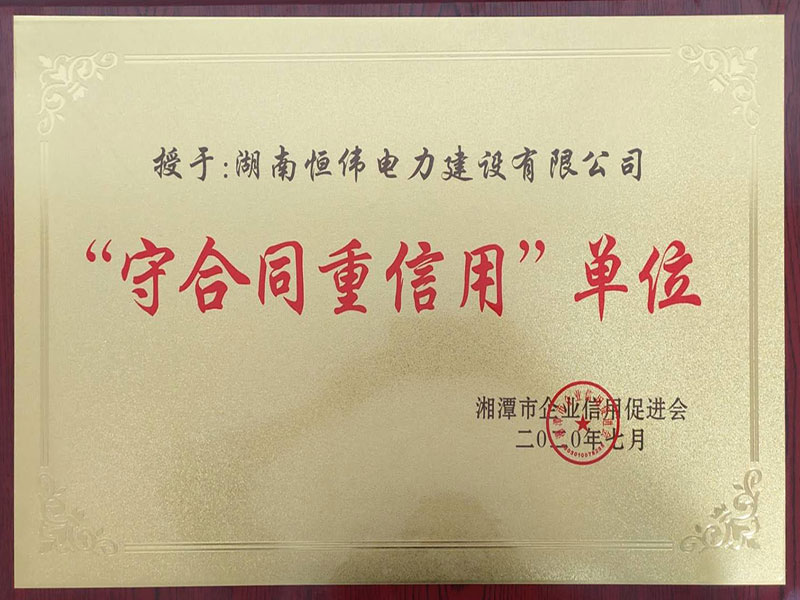 授于:湖南恒伟电力建设有限公司
“守合同重信用”单位
湘潭市企业信用促进会
二〇二〇年七月